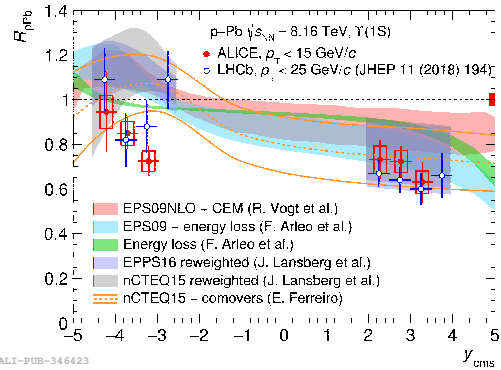 R_pPb
1.4
p–Pb √s_NN = 8.16 TeV, ϒ(1S)
ALICE, p_T < 15 GeV/c
1.2
LHCb, p_T < 25 GeV/c (JHEP 11 (2018) 194)
1
0.8
0.6
EPS09NLO – CEM (R. Vogt et al.)
EPS09 – energy loss (F. Arleo et al.)
0.4
Energy loss (F. Arleo et al.)
EPPS16 reweighted (J. Lansberg et al.)
0.2
nCTEQ15 reweighted (J. Lansberg et al.)
nCTEQ15 – comovers (E. Ferreiro)
0
−5 −4 −3 −2 −1 0 1 2 3 4 5
y_cms
ALI-PUB-346423